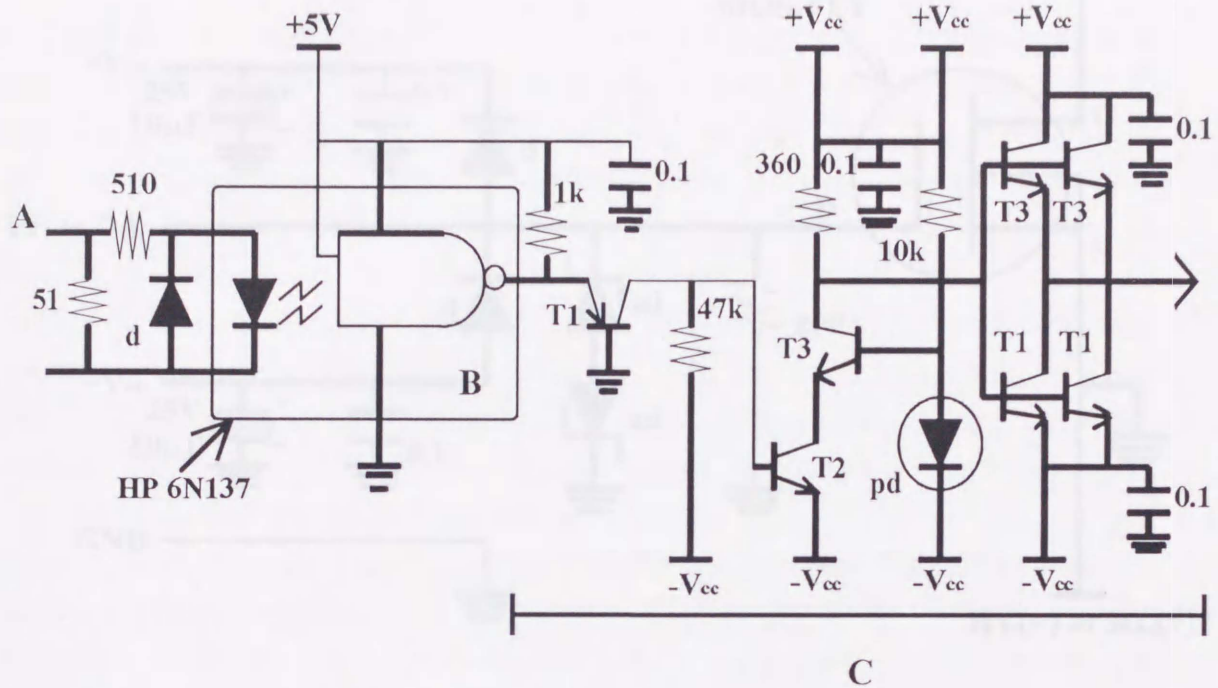 +5V
+Vcc
+Vcc
+Vcc
A
510
51
d
1k
0.1
B
HP 6N137
T1
47k
360
0.1
10k
T3
T2
pd
T3
T3
0.1
T1
T1
0.1
-Vcc
-Vcc
-Vcc
-Vcc
C